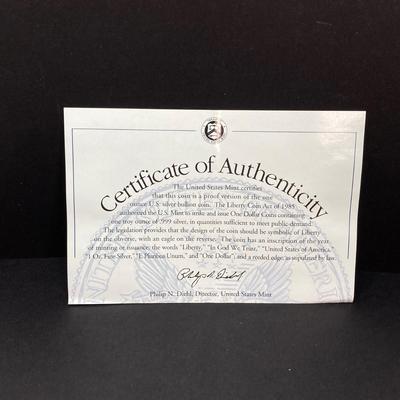 Certificate of Authenticity
The United States Mint certifies
that this coin is a proof version of the one
ounce U.S. silver bullion coin. The Liberty Coin Act of 1985
authorized the U.S. Mint to strike and issue One Dollar Coins containing
one troy ounce of .999 silver, in quantities sufficient to meet public demand.
The legislation provides that the design of the coin should be symbolic of Liberty
on the obverse, with an eagle on the reverse. The coin has an inscription of the year
of minting or issuance, the words "Liberty," "In God We Trust," "United States of America,"
"1 Oz. Fine Silver," "E Pluribus Unum," and "One Dollar"; and a reeded edge, as stipulated by law.
Philip N. Diehl
Philip N. Diehl, Director, United States Mint